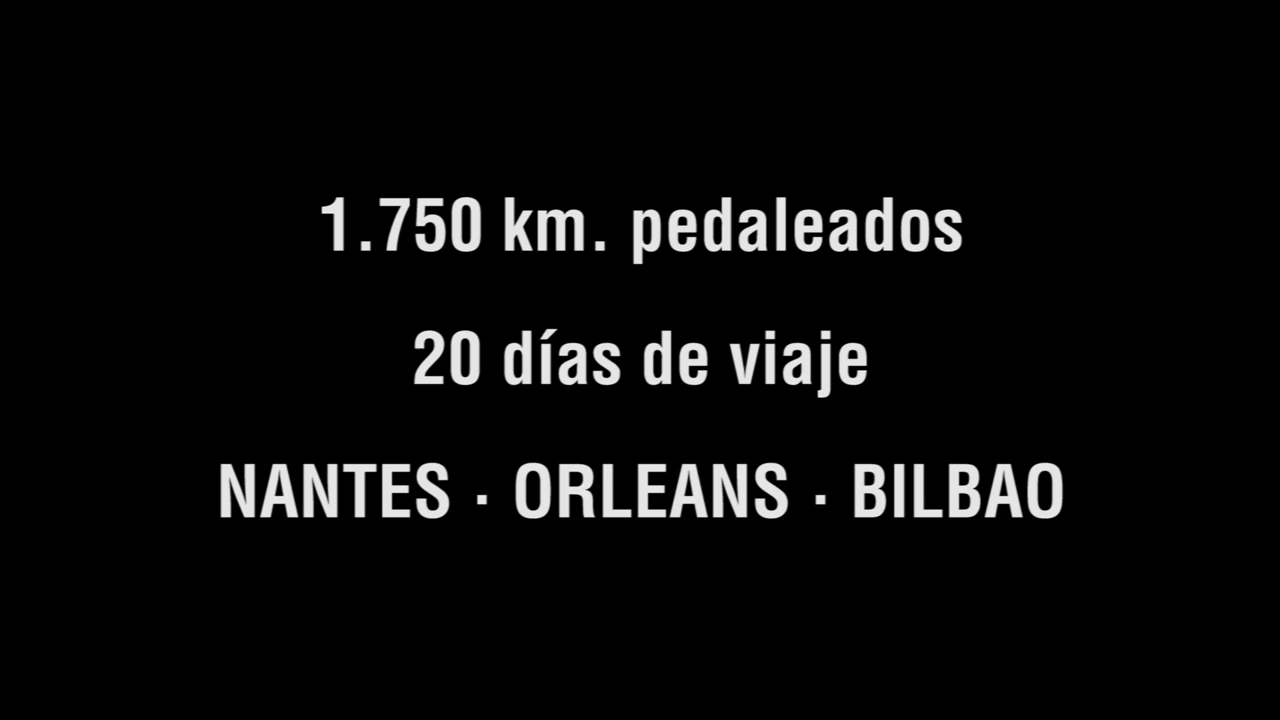 1.750 km. pedaleados
20 días de viaje
NANTES · ORLEANS · BILBAO